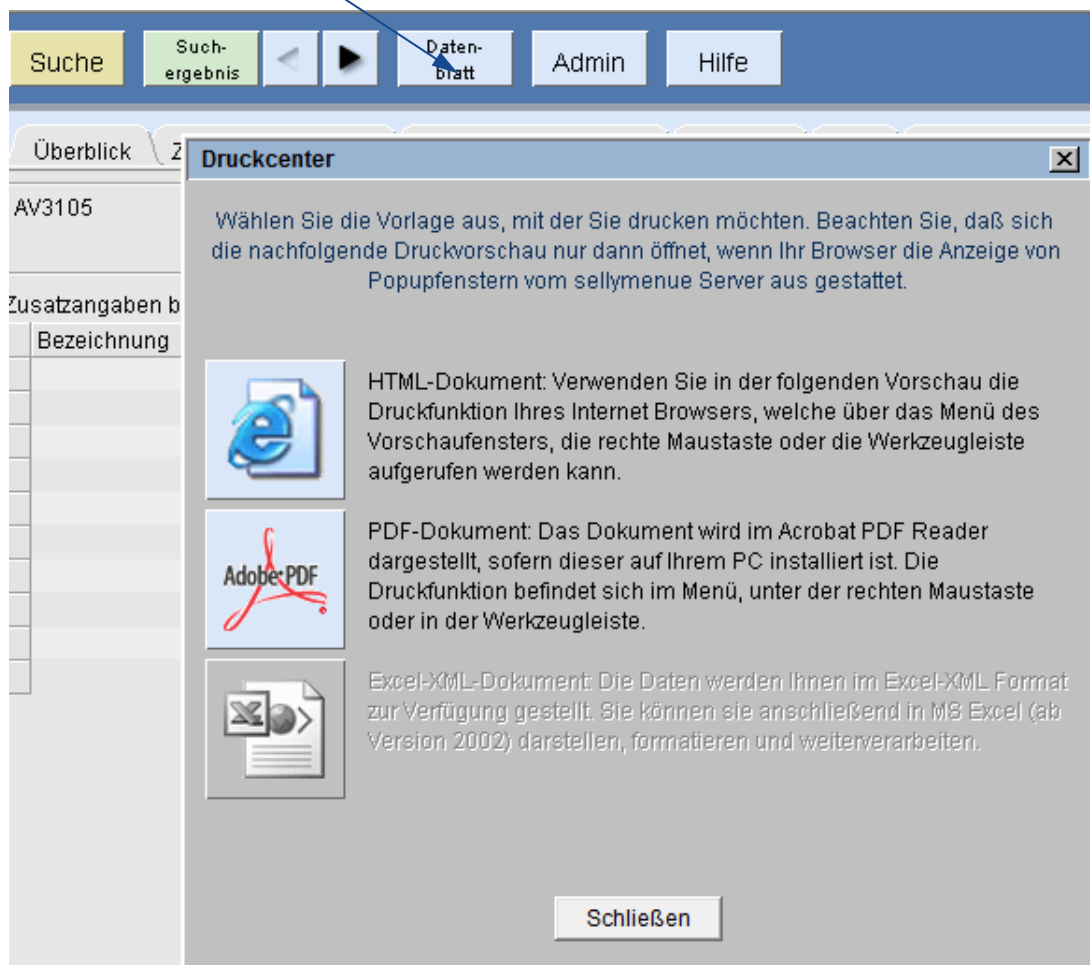 Suche
Such-
ergebnis
Daten-
blatt
Admin
Hilfe
Überblick
Z
Druckcenter
AV3105
Wählen Sie die Vorlage aus, mit der Sie drucken möchten. Beachten Sie, daß sich
die nachfolgende Druckvorschau nur dann öffnet, wenn Ihr Browser die Anzeige von
Popupfenstern vom sellymenue Server aus gestattet.
Zusatzangaben b
Bezeichnung
HTML-Dokument: Verwenden Sie in der folgenden Vorschau die
Druckfunktion Ihres Internet Browsers, welche über das Menü des
Vorschaufensters, die rechte Maustaste oder die Werkzeugleiste
aufgerufen werden kann.
Adobe PDF
PDF-Dokument: Das Dokument wird im Acrobat PDF Reader
dargestellt, sofern dieser auf Ihrem PC installiert ist. Die
Druckfunktion befindet sich im Menü, unter der rechten Maustaste
oder in der Werkzeugleiste.
Excel-XML-Dokument: Die Daten werden Ihnen im Excel-XML Format
zur Verfügung gestellt. Sie können sie anschließend in MS Excel (ab
Version 2002) darstellen, formatieren und weiterverarbeiten.
Schließen